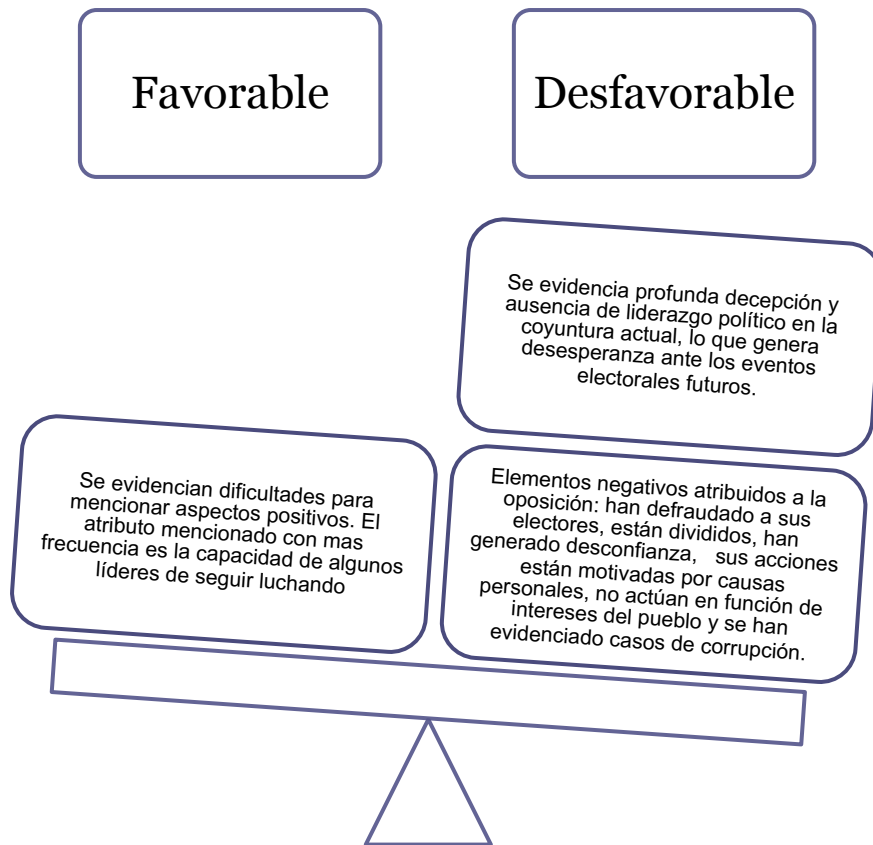 Favorable
Desfavorable
Se evidencia profunda decepción y
ausencia de liderazgo político en la
coyuntura actual, lo que genera
desesperanza ante los eventos
electorales futuros.
Se evidencian dificultades para
mencionar aspectos positivos. El
atributo mencionado con mas
frecuencia es la capacidad de algunos
líderes de seguir luchando
Elementos negativos atribuidos a la
oposición: han defraudado a sus
electores, están divididos, han
generado desconfianza, sus acciones
están motivadas por causas
personales, no actúan en función de
intereses del pueblo y se han
evidenciado casos de corrupción.